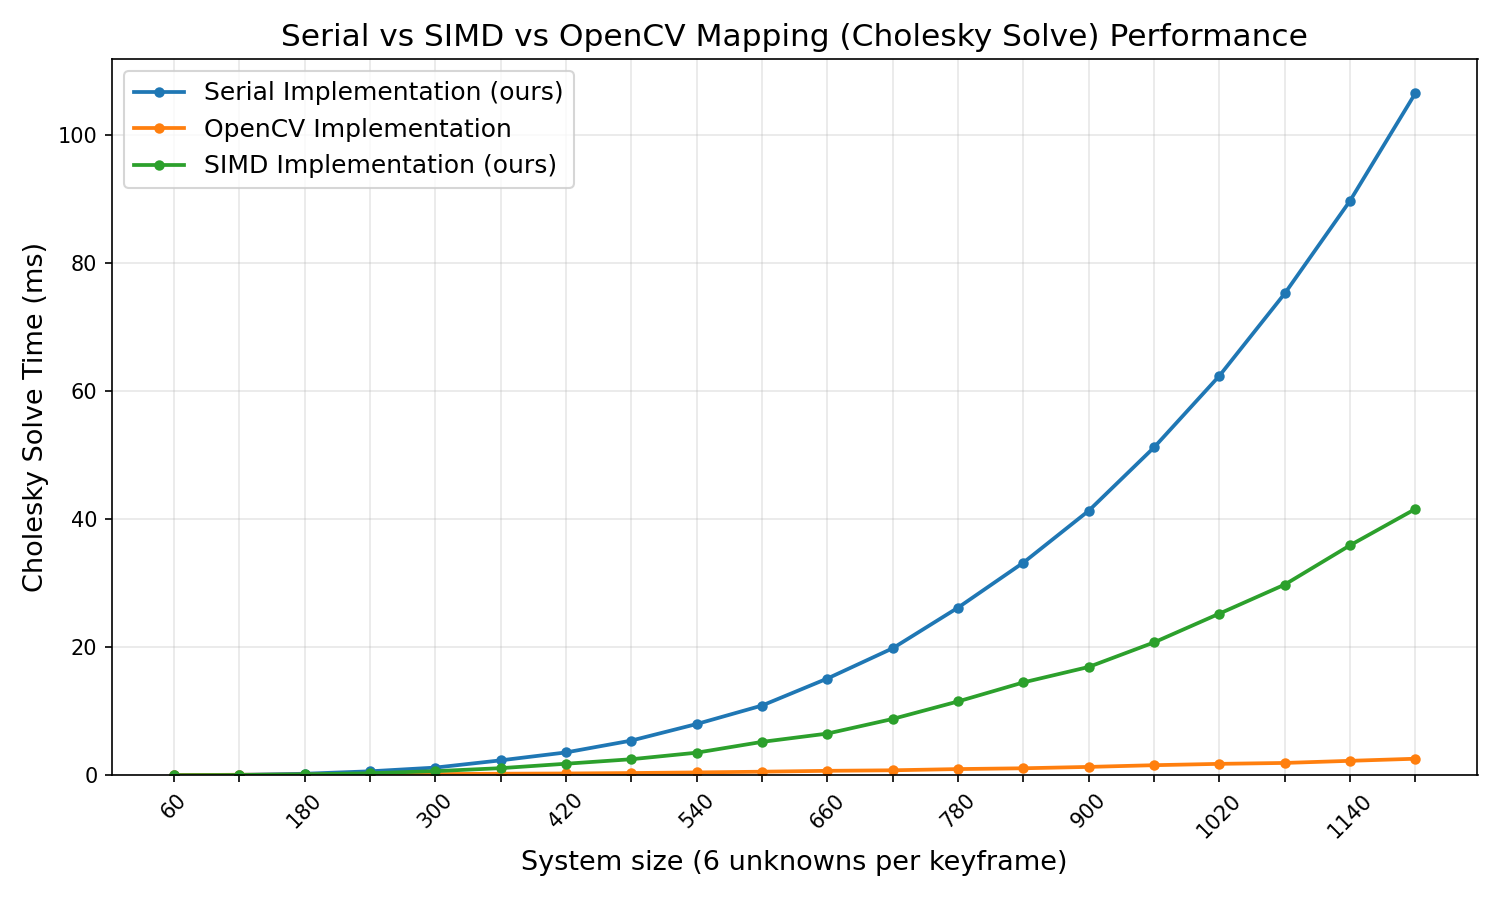 Serial vs SIMD vs OpenCV Mapping (Cholesky Solve) Performance
Serial Implementation (ours)
OpenCV Implementation
SIMD Implementation (ours)
Cholesky Solve Time (ms)
100
80
60
40
20
0
60
180
300
420
540
660
780
900
1020
1140
System size (6 unknowns per keyframe)